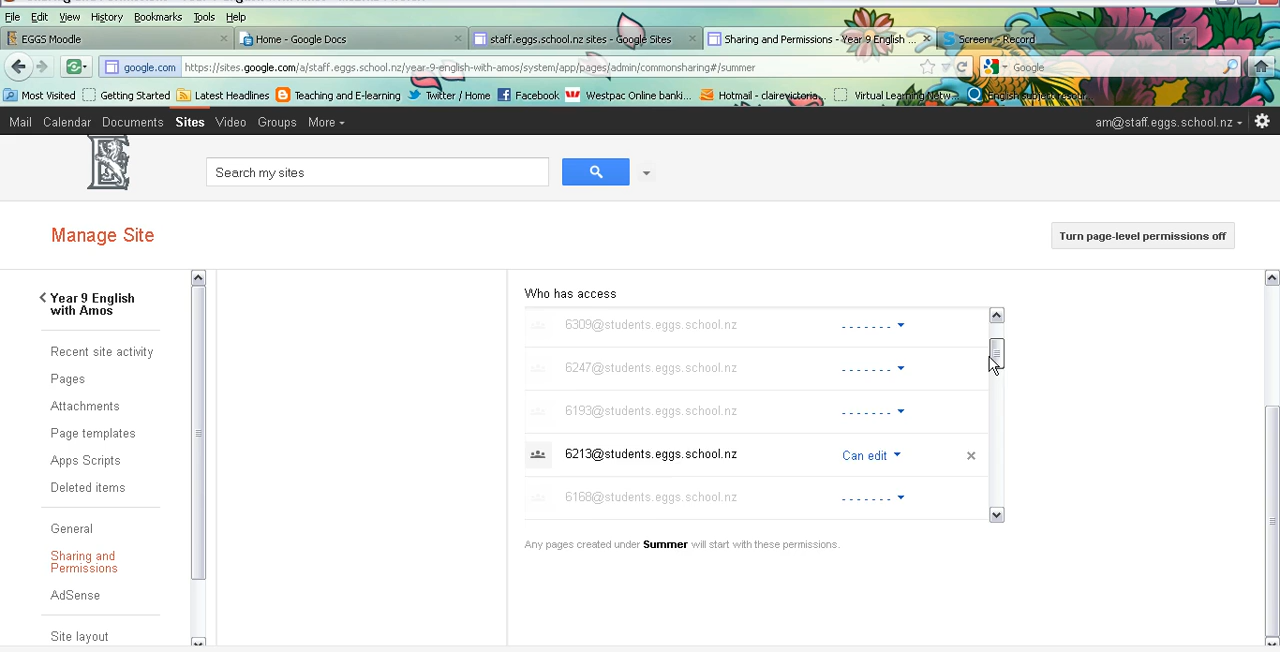 File Edit View History Bookmarks Tools Help
EGGS Moodle × Home - Google Docs × staff.eggs.school.nz sites - Google Sites × Sharing and Permissions - Year 9 English ... × Screenr - Record
google.com https://sites.google.com/a/staff.eggs.school.nz/year-9-english-with-amos/system/app/pages/admin/commonsharing#/summer Google
Most Visited Getting Started Latest Headlines Blooming and E-learning Twitter / Home Facebook Westpac Online banki... Hotmail - clairevictoria... Virtual Learning Netw... English subject resour...
Mail Calendar Documents Sites Video Groups More am@staff.eggs.school.nz
E
Search my sites
Manage Site
Turn page-level permissions off
Year 9 English
with Amos
Recent site activity
Pages
Attachments
Page templates
Apps Scripts
Deleted items
General
Sharing and
Permissions
AdSense
Site layout
Who has access
6309@students.eggs.school.nz -------
6247@students.eggs.school.nz -------
6193@students.eggs.school.nz -------
6213@students.eggs.school.nz Can edit ×
6168@students.eggs.school.nz -------
Any pages created under Summer will start with these permissions.